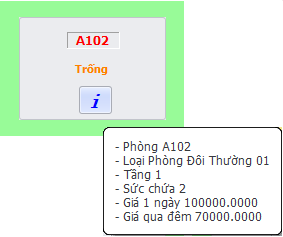 A102
Trống
i
- Phòng A102
- Loại Phòng Đôi Thường 01
- Tầng 1
- Sức chứa 2
- Giá 1 ngày 100000.0000
- Giá qua đêm 70000.0000